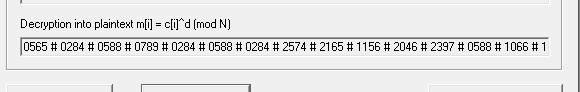 Decryption into plaintext m[i] = c[i]^d (mod N)
0565 # 0284 # 0588 # 0789 # 0284 # 0588 # 0284 # 2574 # 2165 # 1156 # 2046 # 2397 # 0588 # 1066 # 1